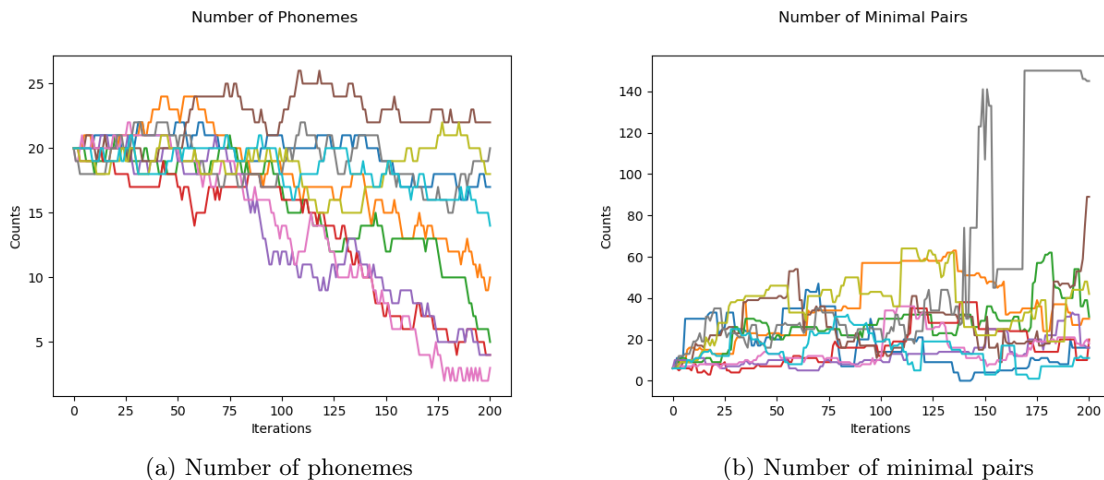 Number of Phonemes
25
20
15
10
5
Counts
0 25 50 75 100 125 150 175 200
Iterations
(a) Number of phonemes
Number of Minimal Pairs
140
120
100
80
60
40
20
0
Counts
0 25 50 75 100 125 150 175 200
Iterations
(b) Number of minimal pairs